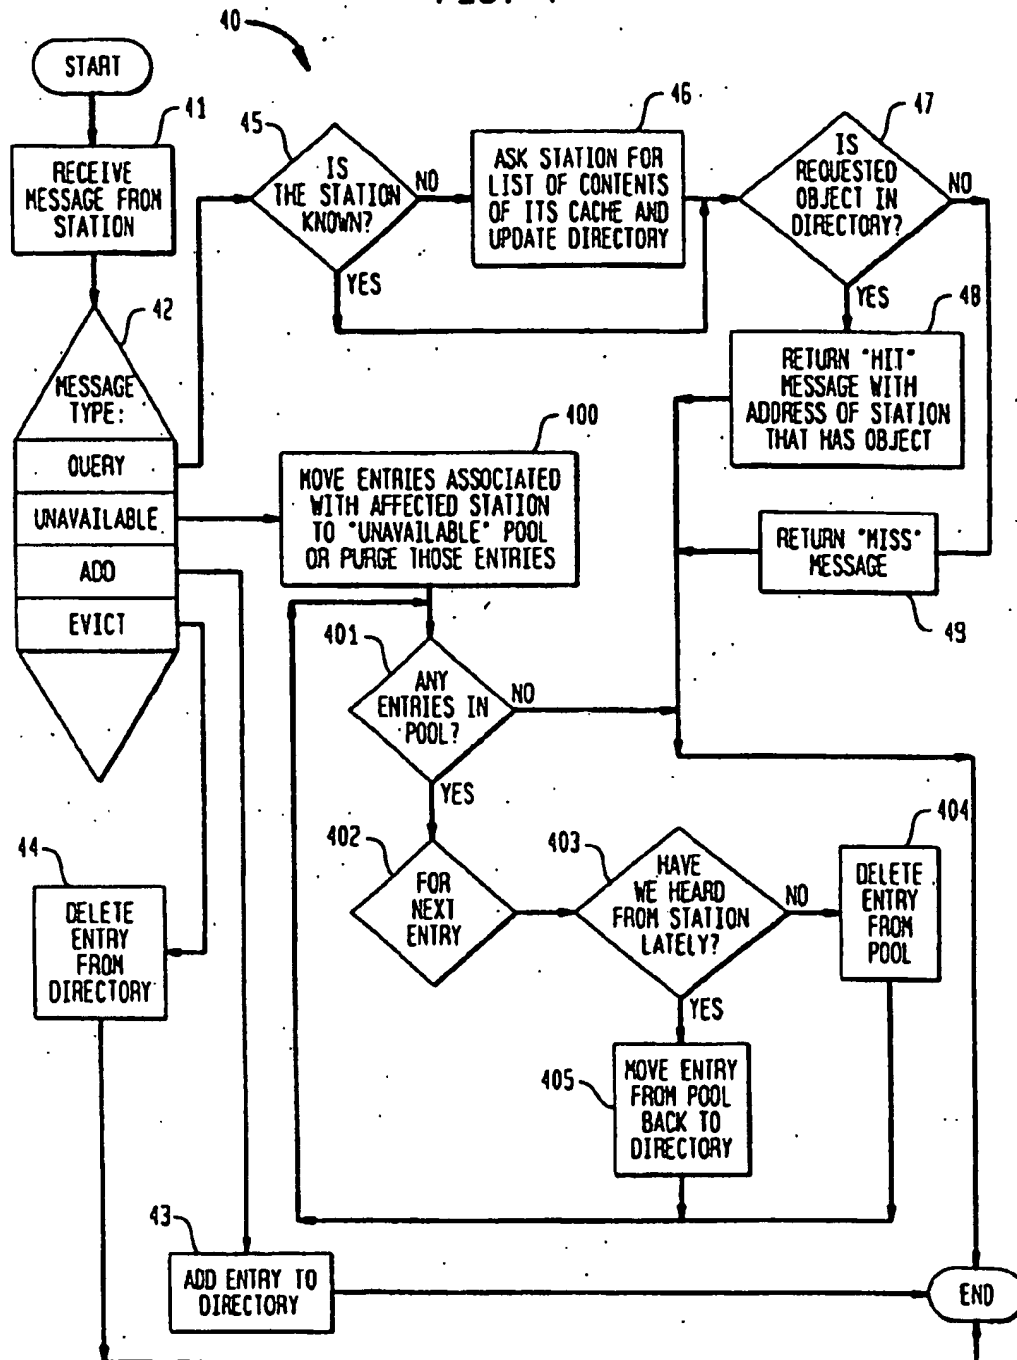 40
START
41
RECEIVE
MESSAGE FROM
STATION
42
MESSAGE
TYPE:
QUERY
UNAVAILABLE
ADD
EVICT
45
IS
THE STATION
KNOWN?
NO
YES
46
ASK STATION FOR
LIST OF CONTENTS
OF ITS CACHE AND
UPDATE DIRECTORY
47
IS
REQUESTED
OBJECT IN
DIRECTORY?
NO
YES
48
RETURN "HIT"
MESSAGE WITH
ADDRESS OF STATION
THAT HAS OBJECT
RETURN "MISS"
MESSAGE
49
400
MOVE ENTRIES ASSOCIATED
WITH AFFECTED STATION
TO "UNAVAILABLE" POOL
OR PURGE THOSE ENTRIES
401
ANY
ENTRIES IN
POOL?
NO
YES
402
FOR
NEXT
ENTRY
403
HAVE
WE HEARD
FROM STATION
LATELY?
NO
YES
404
DELETE
ENTRY
FROM
POOL
405
MOVE ENTRY
FROM POOL
BACK TO
DIRECTORY
44
DELETE
ENTRY
FROM
DIRECTORY
43
ADD ENTRY TO
DIRECTORY
END